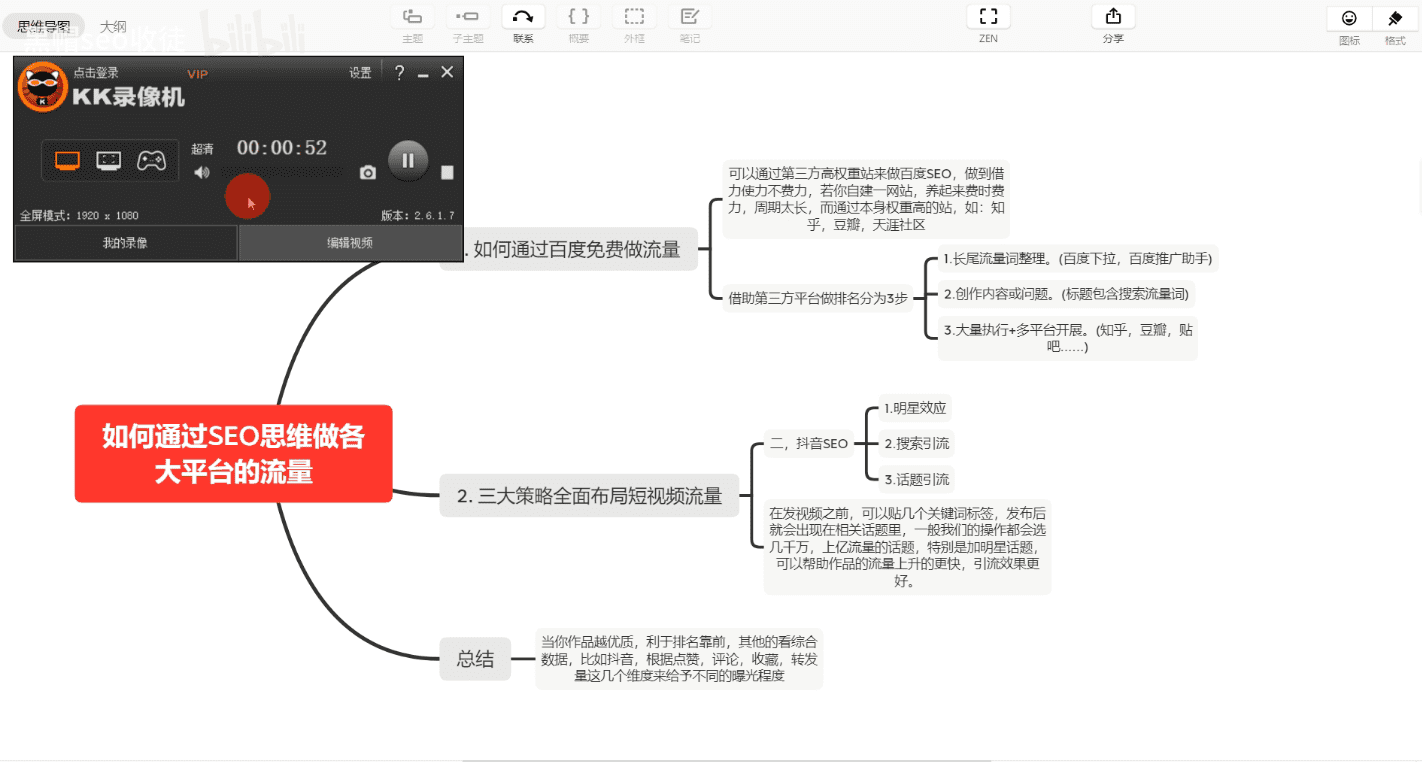 思维导图
大纲
黑帽seo收徒
bilibili
主题
子主题
联系
概要
外框
笔记
ZEN
分享
图标
格式
点击登录
VIP
设置
?
KK录像机
超清
00:00:52
全屏模式: 1920 x 1080
版本: 2.6.1.7
我的录像
编辑视频
. 如何通过百度免费做流量
可以通过第三方高权重站来做百度SEO，做到借
力使力不费力，若你自建一网站，养起来费时费
力，周期太长，而通过本身权重高的站，如：知
乎，豆瓣，天涯社区
借助第三方平台做排名分为3步
1.长尾流量词整理。(百度下拉，百度推广助手)
2.创作内容或问题。(标题包含搜索流量词)
3.大量执行+多平台开展。(知乎，豆瓣，贴
吧......)
如何通过SEO思维做各
大平台的流量
2. 三大策略全面布局短视频流量
二，抖音SEO
1.明星效应
2.搜索引流
3.话题引流
在发视频之前，可以贴几个关键词标签，发布后
就会出现在相关话题里，一般我们的操作都会选
几千万，上亿流量的话题，特别是加明星话题，
可以帮助作品的流量上升的更快，引流效果更
好。
总结
当你作品越优质，利于排名靠前，其他的看综合
数据，比如抖音，根据点赞，评论，收藏，转发
量这几个维度来给予不同的曝光程度